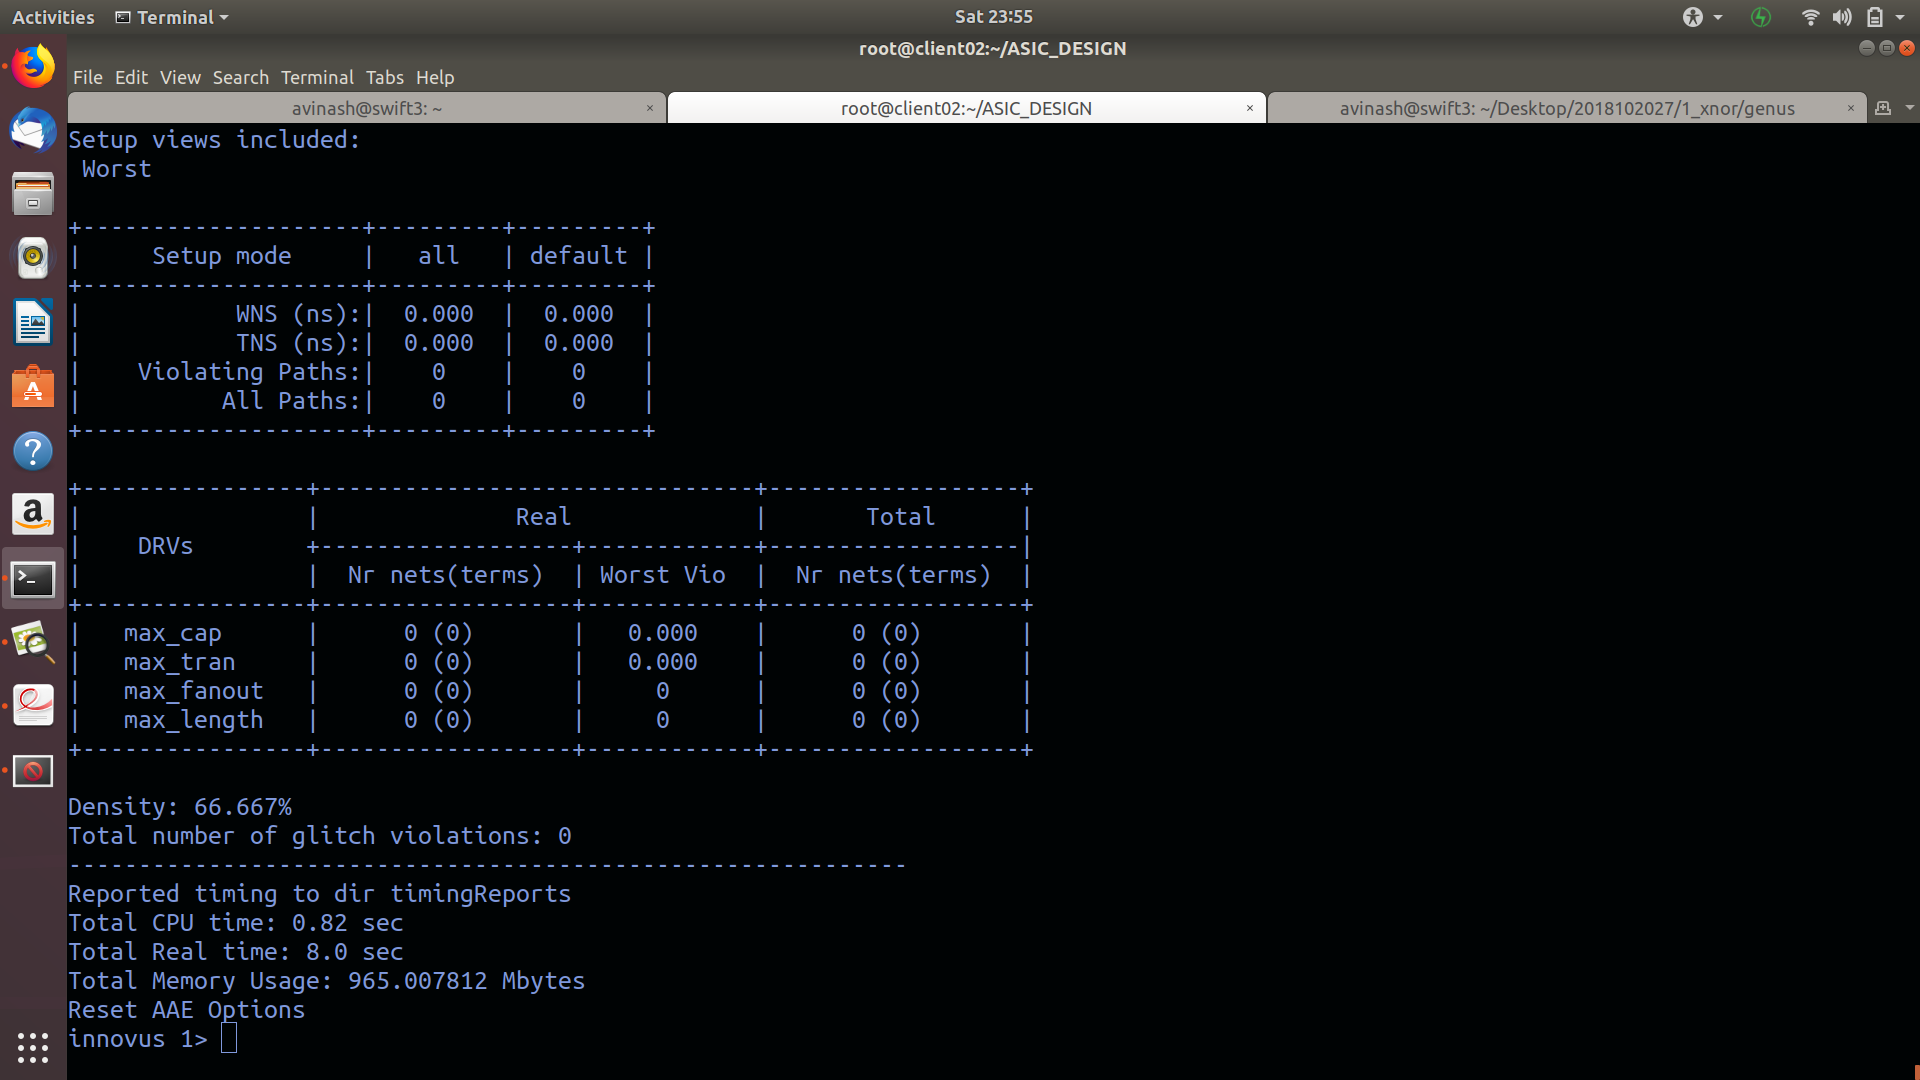 Activities Terminal Sat 23:55
root@client02:~/ASIC_DESIGN
File Edit View Search Terminal Tabs Help
avinash@swift3: ~ × root@client02:~/ASIC_DESIGN × avinash@swift3: ~/Desktop/2018102027/1_xnor/genus ×
Setup views included:
 Worst
+--------------------+---------+---------+
|     Setup mode     |   all   | default |
+--------------------+---------+---------+
|           WNS (ns):|  0.000  |  0.000  |
|           TNS (ns):|  0.000  |  0.000  |
|    Violating Paths:|    0    |    0    |
|          All Paths:|    0    |    0    |
+--------------------+---------+---------+
+----------------+-------------------------------+------------------+
|                |              Real             |       Total      |
|    DRVs        +------------------+------------+------------------|
|                |  Nr nets(terms)  | Worst Vio  |  Nr nets(terms)  |
+----------------+------------------+------------+------------------+
|   max_cap      |      0 (0)       |   0.000    |      0 (0)       |
|   max_tran     |      0 (0)       |   0.000    |      0 (0)       |
|   max_fanout   |      0 (0)       |     0      |      0 (0)       |
|   max_length   |      0 (0)       |     0      |      0 (0)       |
+----------------+------------------+------------+------------------+
Density: 66.667%
Total number of glitch violations: 0
------------------------------------------------------------
Reported timing to dir timingReports
Total CPU time: 0.82 sec
Total Real time: 8.0 sec
Total Memory Usage: 965.007812 Mbytes
Reset AAE Options
innovus 1>